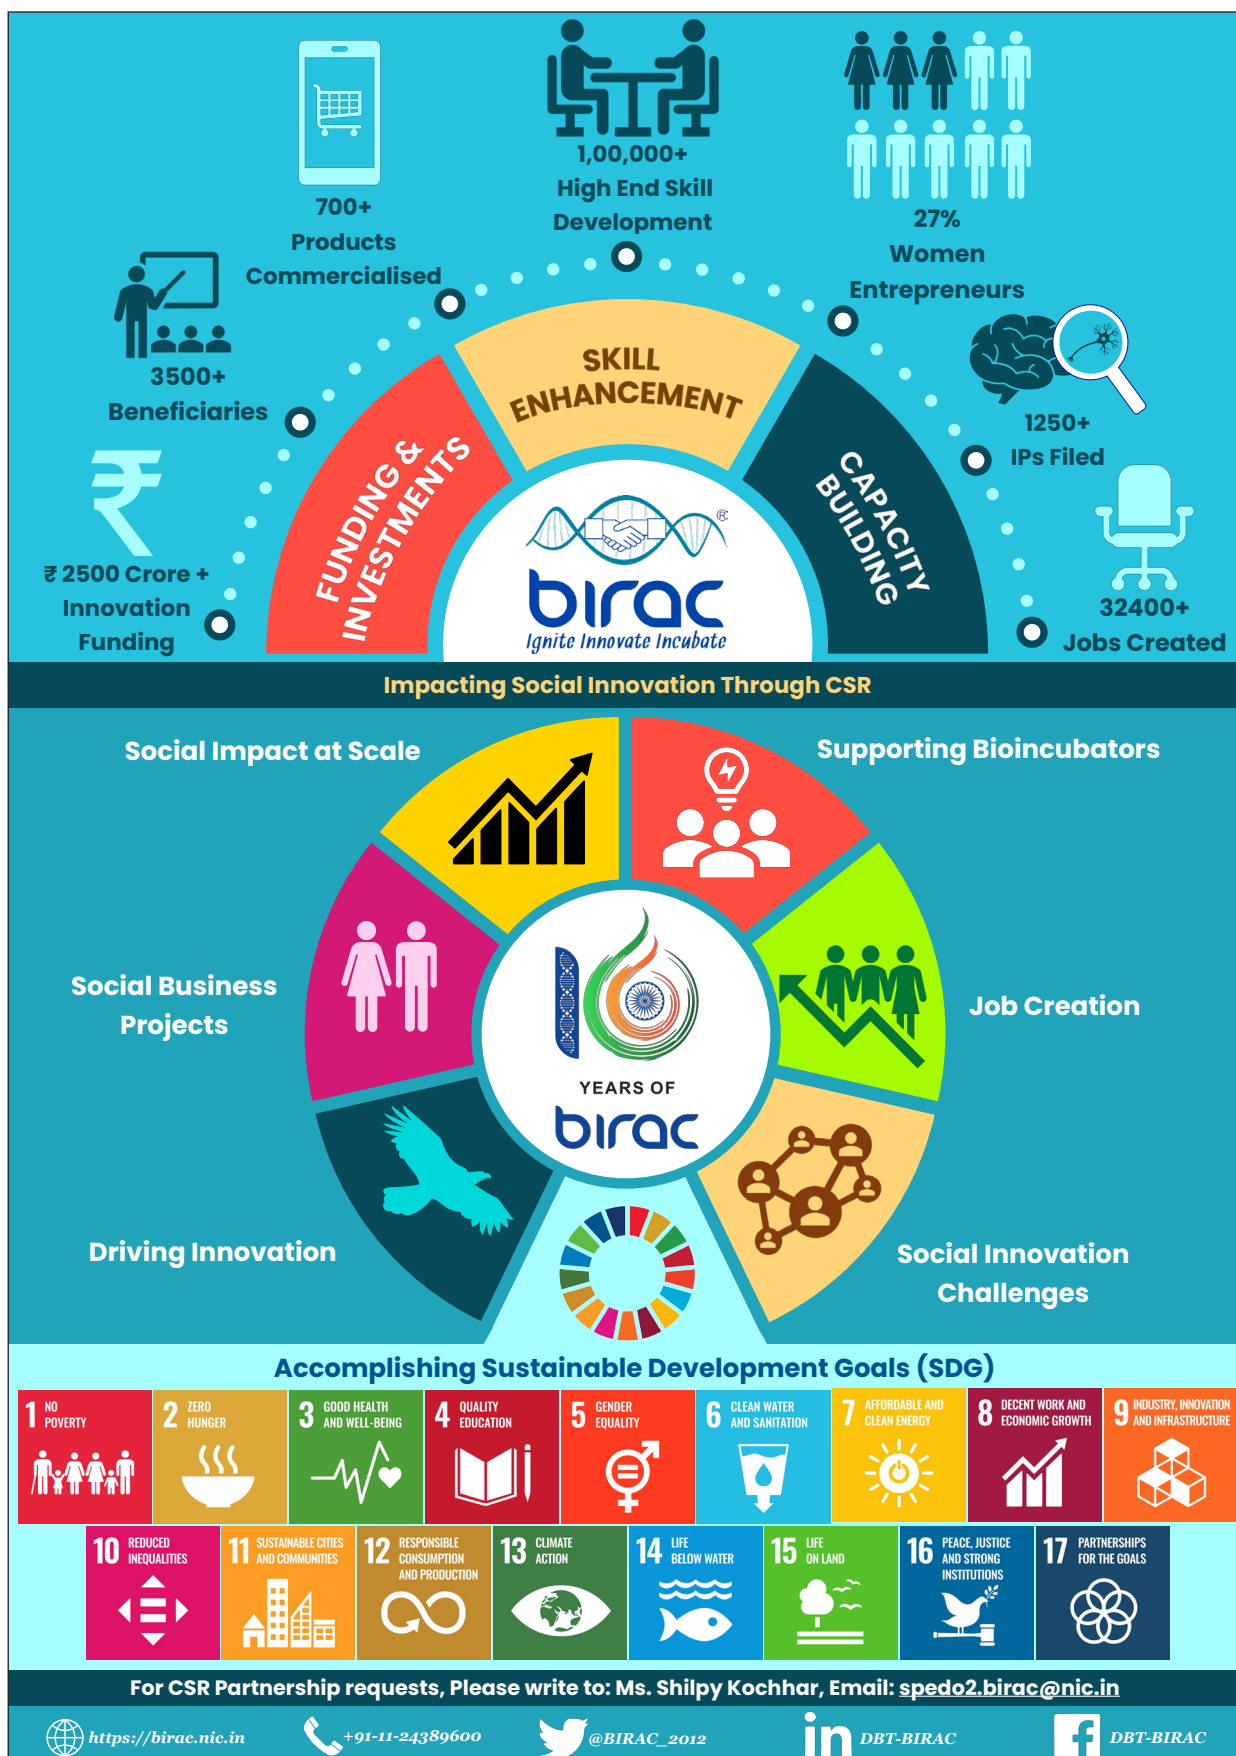 1,00,000+
High End Skill
Development
700+
Products
Commercialised
27%
Women
Entrepreneurs
3500+
Beneficiaries
1250+
IPs Filed
₹ 2500 Crore +
Innovation
Funding
32400+
Jobs Created
FUNDING &
INVESTMENTS
SKILL
ENHANCEMENT
CAPACITY
BUILDING
®
birac
Ignite Innovate Incubate
Impacting Social Innovation Through CSR
Social Impact at Scale
Supporting Bioincubators
Social Business
Projects
Job Creation
10
YEARS OF
birac
Driving Innovation
Social Innovation
Challenges
Accomplishing Sustainable Development Goals (SDG)
1 NO
POVERTY
2 ZERO
HUNGER
3 GOOD HEALTH
AND WELL-BEING
4 QUALITY
EDUCATION
5 GENDER
EQUALITY
6 CLEAN WATER
AND SANITATION
7 AFFORDABLE AND
CLEAN ENERGY
8 DECENT WORK AND
ECONOMIC GROWTH
9 INDUSTRY, INNOVATION
AND INFRASTRUCTURE
10 REDUCED
INEQUALITIES
11 SUSTAINABLE CITIES
AND COMMUNITIES
12 RESPONSIBLE
CONSUMPTION
AND PRODUCTION
13 CLIMATE
ACTION
14 LIFE
BELOW WATER
15 LIFE
ON LAND
16 PEACE, JUSTICE
AND STRONG
INSTITUTIONS
17 PARTNERSHIPS
FOR THE GOALS
For CSR Partnership requests, Please write to: Ms. Shilpy Kochhar, Email: spedo2.birac@nic.in
https://birac.nic.in
+91-11-24389600
@BIRAC_2012
in DBT-BIRAC
f DBT-BIRAC